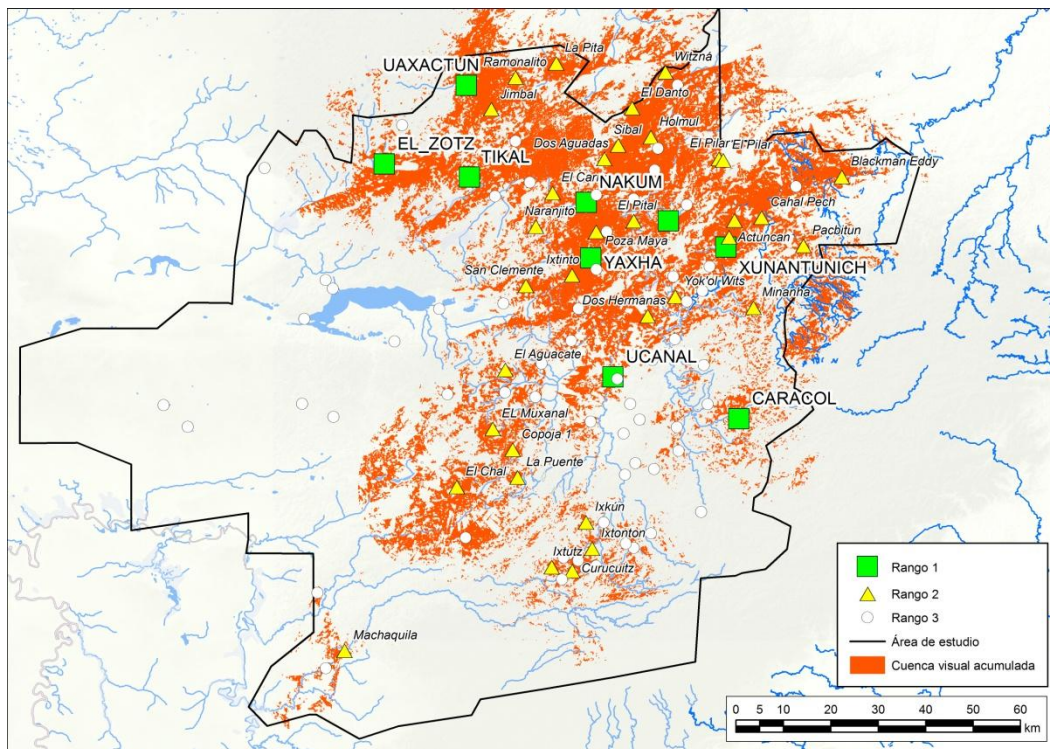 La Pita
Witzná
UAXACTUN
Ramonalito
Jimbal
El Danto
Sibal
Holmul
EL_ZOTZ
TIKAL
Dos Aguadas
El Pilar
El Pilar
Blackman Eddy
El Car
NAKUM
Naranjito
El Pital
Cahal Pech
Poza Maya
Actuncan
Pacbitun
Ixtinto
YAXHA
XUNANTUNICH
San Clemente
Yok'ol Wits
Minanha
Dos Hermanas
El Aguacate
UCANAL
CARACOL
EL Muxanal
Copoja 1
El Chal
La Puente
Ixkún
Ixtonton
Ixtutz
Curucuitz
Machaquila
Rango 1
Rango 2
Rango 3
Área de estudio
Cuenca visual acumulada
0 5 10 20 30 40 50 60
km